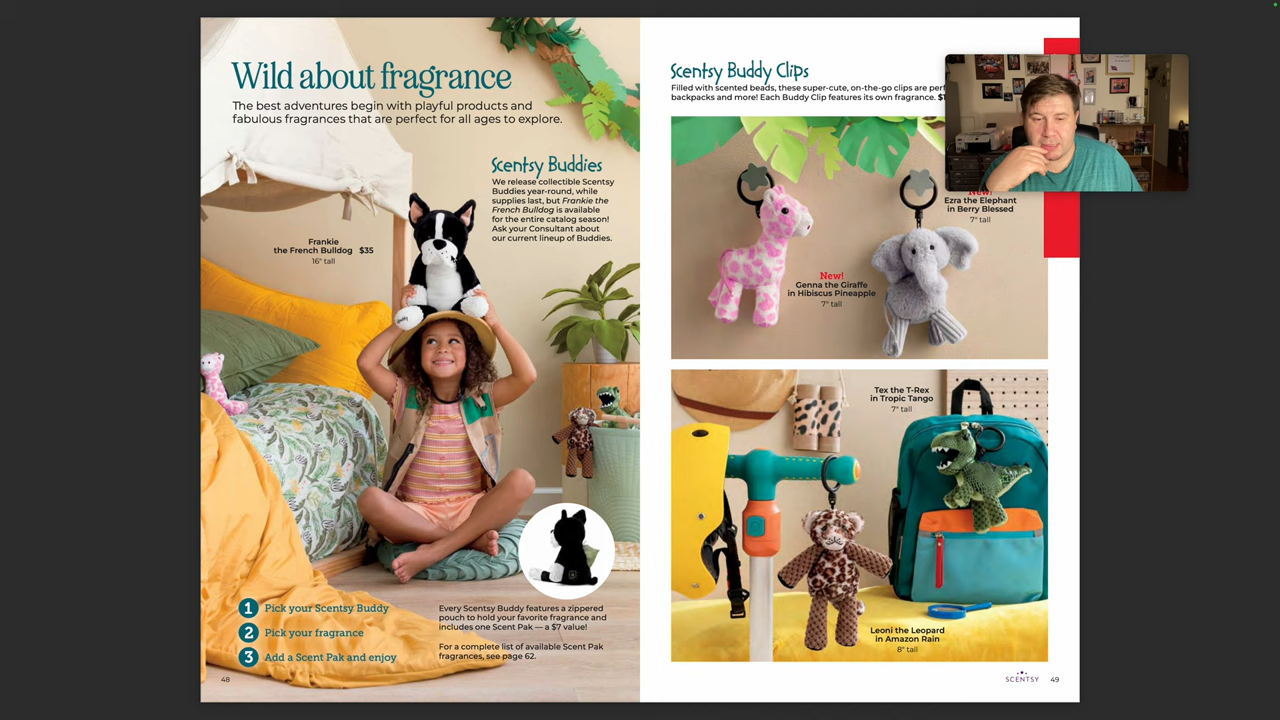 Wild about fragrance
The best adventures begin with playful products and
fabulous fragrances that are perfect for all ages to explore.
Scentsy Buddies
We release collectible Scentsy
Buddies year-round, while
supplies last, but Frankie the
French Bulldog is available
for the entire catalog season!
Ask your Consultant about
our current lineup of Buddies.
Frankie
the French Bulldog $35
16" tall
1 Pick your Scentsy Buddy
2 Pick your fragrance
3 Add a Scent Pak and enjoy
Every Scentsy Buddy features a zippered
pouch to hold your favorite fragrance and
includes one Scent Pak — a $7 value!
For a complete list of available Scent Pak
fragrances, see page 62.
48
Scentsy Buddy Clips
Filled with scented beads, these super-cute, on-the-go clips are
backpacks and more! Each Buddy Clip features its own fragrance.
New!
Ezra the Elephant
in Berry Blessed
7" tall
New!
Genna the Giraffe
in Hibiscus Pineapple
7" tall
Tex the T-Rex
in Tropic Tango
7" tall
Leoni the Leopard
in Amazon Rain
8" tall
SCENTSY 49